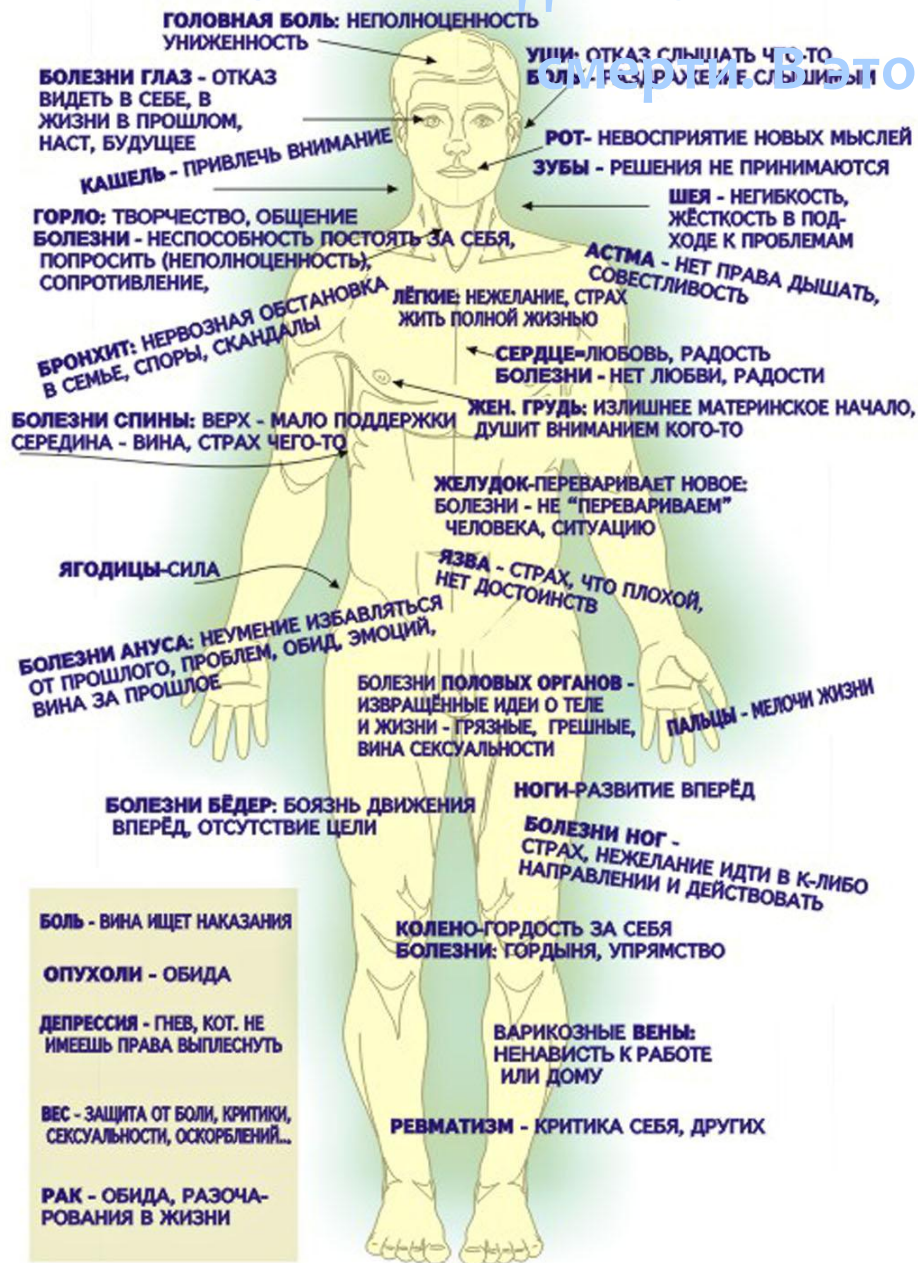 ГОЛОВНАЯ БОЛЬ: НЕПОЛНОЦЕННОСТЬ
УНИЖЕННОСТЬ
УШИ: ОТКАЗ СЛЫШАТЬ ЧТО-ТО
БОЛЬ - РАЗДРАЖЕНИЕ СЛЫШИМЫМ
смерти. В это
БОЛЕЗНИ ГЛАЗ - ОТКАЗ
ВИДЕТЬ В СЕБЕ, В
ЖИЗНИ В ПРОШЛОМ,
НАСТ, БУДУЩЕЕ
РОТ- НЕВОСПРИЯТИЕ НОВЫХ МЫСЛЕЙ
ЗУБЫ - РЕШЕНИЯ НЕ ПРИНИМАЮТСЯ
КАШЕЛЬ - ПРИВЛЕЧЬ ВНИМАНИЕ
ШЕЯ - НЕГИБКОСТЬ,
ЖЁСТКОСТЬ В ПОД-
ХОДЕ К ПРОБЛЕМАМ
ГОРЛО: ТВОРЧЕСТВО, ОБЩЕНИЕ
БОЛЕЗНИ - НЕСПОСОБНОСТЬ ПОСТОЯТЬ ЗА СЕБЯ,
ПОПРОСИТЬ (НЕПОЛНОЦЕННОСТЬ),
СОПРОТИВЛЕНИЕ,
АСТМА - НЕТ ПРАВА ДЫШАТЬ,
СОВЕСТЛИВОСТЬ
ЛЁГКИЕ: НЕЖЕЛАНИЕ, СТРАХ
ЖИТЬ ПОЛНОЙ ЖИЗНЬЮ
БРОНХИТ: НЕРВОЗНАЯ ОБСТАНОВКА
В СЕМЬЕ, СПОРЫ, СКАНДАЛЫ
СЕРДЦЕ=ЛЮБОВЬ, РАДОСТЬ
БОЛЕЗНИ - НЕТ ЛЮБВИ, РАДОСТИ
БОЛЕЗНИ СПИНЫ: ВЕРХ - МАЛО ПОДДЕРЖКИ
СЕРЕДИНА - ВИНА, СТРАХ ЧЕГО-ТО
ЖЕН. ГРУДЬ: ИЗЛИШНЕЕ МАТЕРИНСКОЕ НАЧАЛО,
ДУШИТ ВНИМАНИЕМ КОГО-ТО
ЖЕЛУДОК-ПЕРЕВАРИВАЕТ НОВОЕ:
БОЛЕЗНИ - НЕ "ПЕРЕВАРИВАЕМ"
ЧЕЛОВЕКА, СИТУАЦИЮ
ЯГОДИЦЫ-СИЛА
ЯЗВА - СТРАХ, ЧТО ПЛОХОЙ,
НЕТ ДОСТОИНСТВ
БОЛЕЗНИ АНУСА: НЕУМЕНИЕ ИЗБАВЛЯТЬСЯ
ОТ ПРОШЛОГО, ПРОБЛЕМ, ОБИД, ЭМОЦИЙ,
ВИНА ЗА ПРОШЛОЕ
БОЛЕЗНИ ПОЛОВЫХ ОРГАНОВ -
ИЗВРАЩЁННЫЕ ИДЕИ О ТЕЛЕ
И ЖИЗНИ - ГРЯЗНЫЕ, ГРЕШНЫЕ,
ВИНА СЕКСУАЛЬНОСТИ
ПАЛЬЦЫ - МЕЛОЧИ ЖИЗНИ
БОЛЕЗНИ БЁДЕР: БОЯЗНЬ ДВИЖЕНИЯ
ВПЕРЁД, ОТСУТСТВИЕ ЦЕЛИ
НОГИ-РАЗВИТИЕ ВПЕРЁД
БОЛЕЗНИ НОГ -
СТРАХ, НЕЖЕЛАНИЕ ИДТИ В К-ЛИБО
НАПРАВЛЕНИИ И ДЕЙСТВОВАТЬ
БОЛЬ - ВИНА ИЩЕТ НАКАЗАНИЯ
ОПУХОЛИ - ОБИДА
ДЕПРЕССИЯ - ГНЕВ, КОТ. НЕ
ИМЕЕШЬ ПРАВА ВЫПЛЕСНУТЬ
ВЕС - ЗАЩИТА ОТ БОЛИ, КРИТИКИ,
СЕКСУАЛЬНОСТИ, ОСКОРБЛЕНИЙ...
РАК - ОБИДА, РАЗОЧА-
РОВАНИЯ В ЖИЗНИ
КОЛЕНО-ГОРДОСТЬ ЗА СЕБЯ
БОЛЕЗНИ: ГОРДЫНЯ, УПРЯМСТВО
ВАРИКОЗНЫЕ ВЕНЫ:
НЕНАВИСТЬ К РАБОТЕ
ИЛИ ДОМУ
РЕВМАТИЗМ - КРИТИКА СЕБЯ, ДРУГИХ